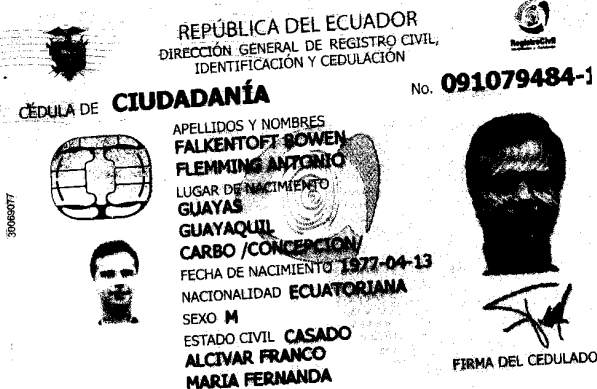 REPÚBLICA DEL ECUADOR
DIRECCIÓN GENERAL DE REGISTRO CIVIL,
IDENTIFICACIÓN Y CEDULACIÓN
RegistroCivil
CÉDULA DE CIUDADANÍA
No. 091079484-1
APELLIDOS Y NOMBRES
FALKENTOFT BOWEN
FLEMMING ANTONIO
LUGAR DE NACIMIENTO
GUAYAS
GUAYAQUIL
CARBO /CONCEPCION/
FECHA DE NACIMIENTO 1977-04-13
NACIONALIDAD ECUATORIANA
SEXO M
ESTADO CIVIL CASADO
ALCIVAR FRANCO
MARIA FERNANDA
30069077
FIRMA DEL CEDULADO